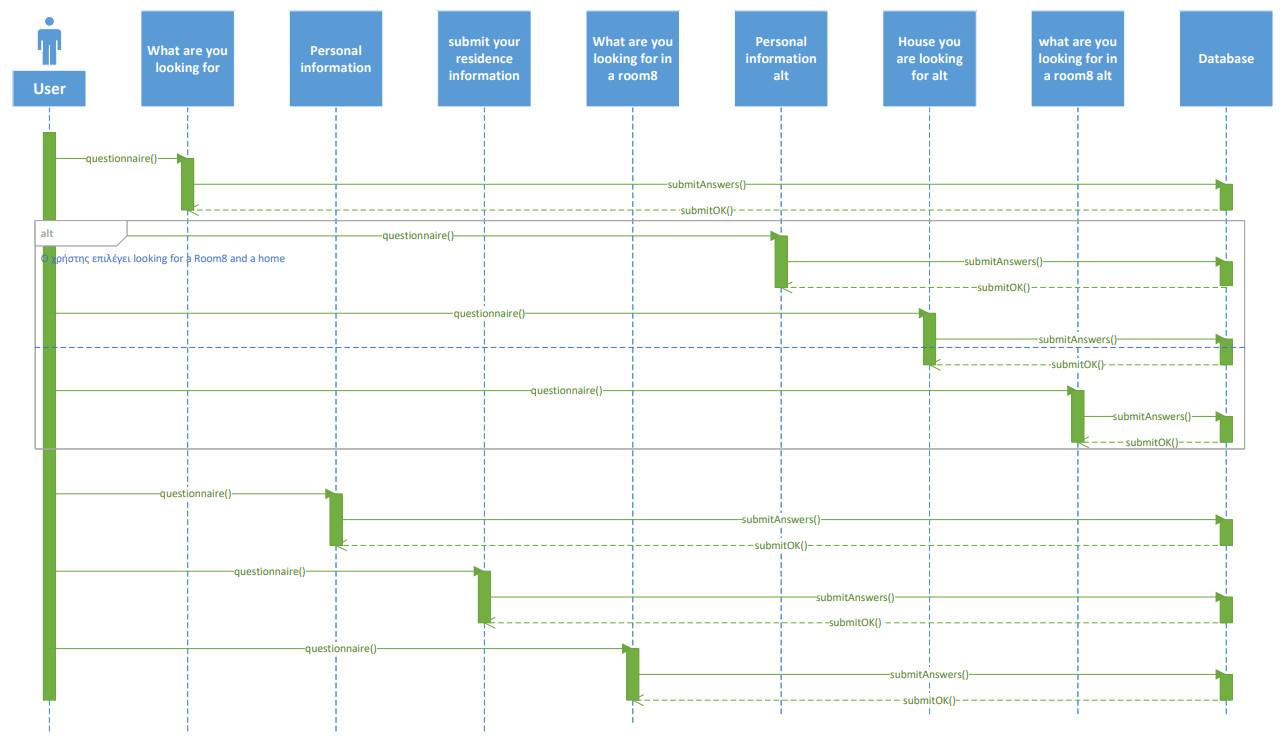 User
What are you
looking for
Personal
information
submit your
residence
information
What are you
looking for in
a room8
Personal
information
alt
House you
are looking
for alt
what are you
looking for in
a room8 alt
Database
questionnaire()
submitAnswers()
submitOK()
alt
questionnaire()
Ο χρήστης επιλέγει looking for a Room8 and a home
submitAnswers()
submitOK()
questionnaire()
submitAnswers()
submitOK()
questionnaire()
submitAnswers()
submitOK()
questionnaire()
submitAnswers()
submitOK()
questionnaire()
submitAnswers()
submitOK()
questionnaire()
submitAnswers()
submitOK()